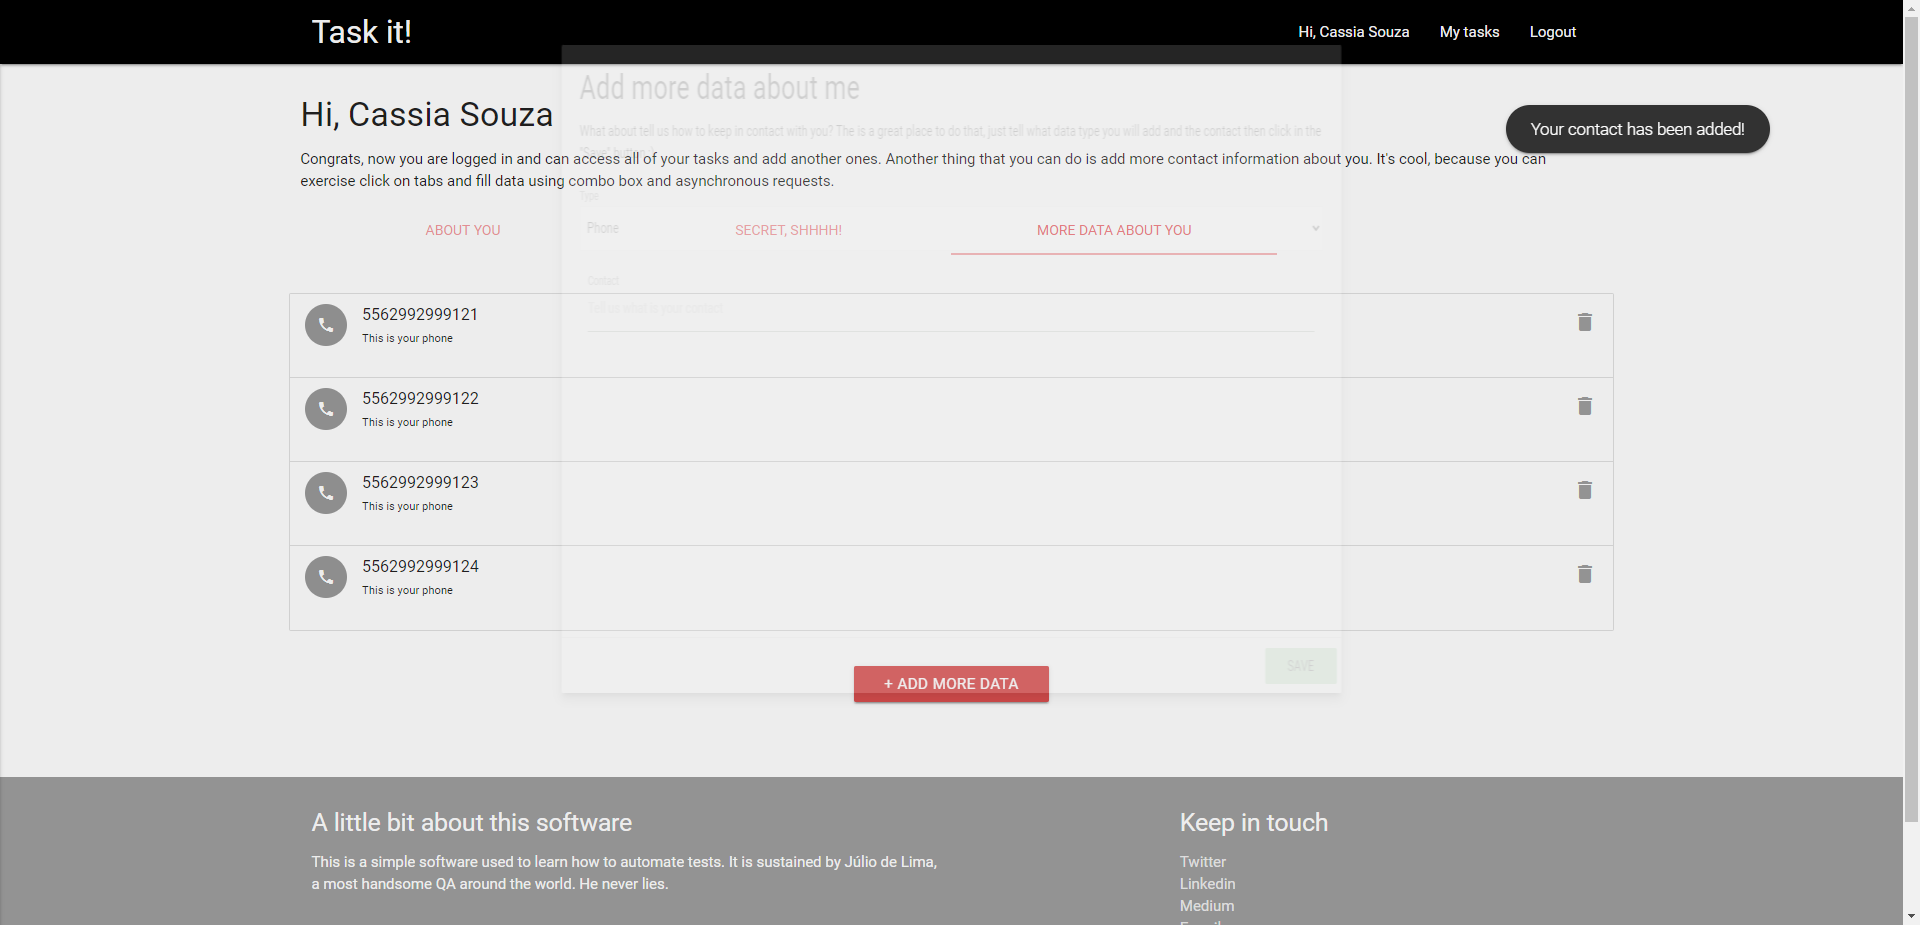 Task it!
Hi, Cassia Souza
My tasks
Logout
Add more data about me
Hi, Cassia Souza
Your contact has been added!
What about tell us how to keep in contact with you? The is a great place to do that, just tell what data type you will add and the contact then click in the
"Save" button :)
Congrats, now you are logged in and can access all of your tasks and add another ones. Another thing that you can do is add more contact information about you. It's cool, because you can
exercise click on tabs and fill data using combo box and asynchronous requests.
Type
Phone
ABOUT YOU
SECRET, SHHHH!
MORE DATA ABOUT YOU
Contact
Tell us what is your contact
5562992999121
This is your phone
5562992999122
This is your phone
5562992999123
This is your phone
5562992999124
This is your phone
SAVE
+ ADD MORE DATA
A little bit about this software
This is a simple software used to learn how to automate tests. It is sustained by Júlio de Lima,
a most handsome QA around the world. He never lies.
Keep in touch
Twitter
Linkedin
Medium